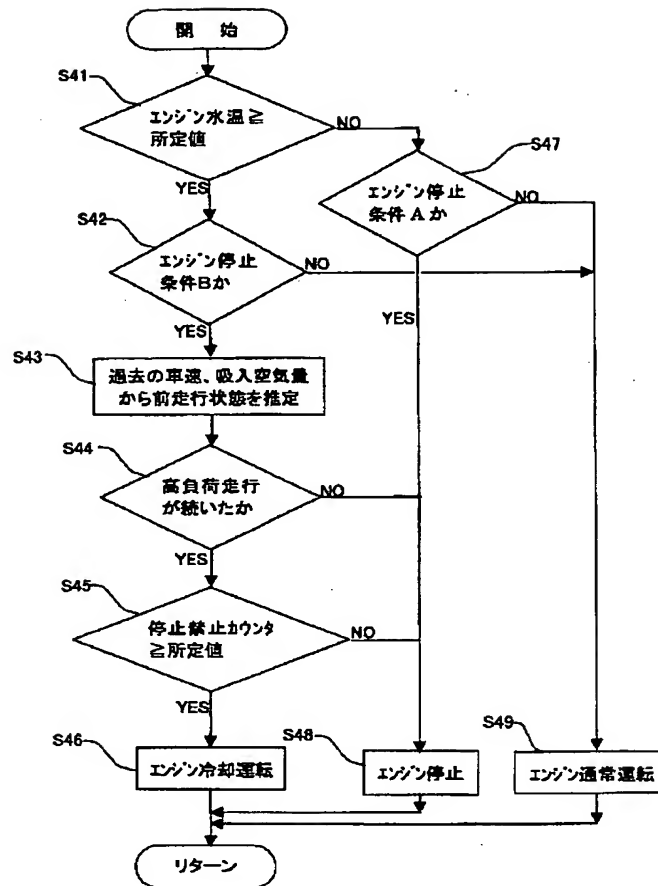 開 始
S41
エンジン水温≧
所定値
NO
YES
S47
エンジン停止
条件Aか
NO
YES
S42
エンジン停止
条件Bか
NO
YES
S43
過去の車速、吸入空気量
から前走行状態を推定
S44
高負荷走行
が続いたか
NO
YES
S45
停止禁止カウンタ
≧所定値
NO
YES
S46
エンジン冷却運転
S48
エンジン停止
S49
エンジン通常運転
リターン